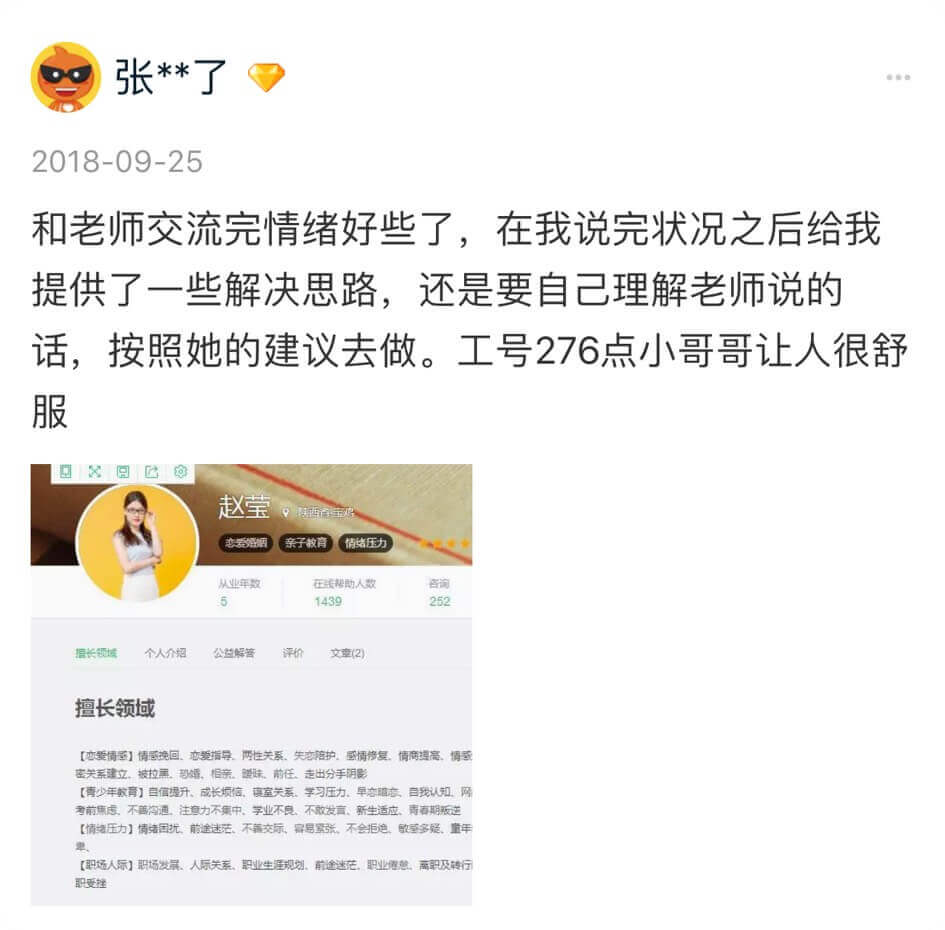 张**了
2018-09-25
和老师交流完情绪好些了，在我说完状况之后给我
提供了一些解决思路，还是要自己理解老师说的
话，按照她的建议去做。工号276点小哥哥让人很舒
服
赵莹 陕西省 宝鸡
恋爱婚姻 亲子教育 情绪压力
从业年数 在线帮助人数 咨询
5 1439 252
擅长领域 个人介绍 公益解答 评价 文章(2)
擅长领域
【恋爱情感】情感挽回、恋爱指导、两性关系、失恋陪护、感情修复、情商提高、情感
密关系建立、被拉黑、恐婚、相亲、暧昧、前任、走出分手阴影
【青少年教育】自信提升、成长烦恼、寝室关系、学习压力、早恋暗恋、自我认知、网
考前焦虑、不善沟通、注意力不集中、学业不良、不敢发言、新生适应、青春期叛逆
【情绪压力】情绪困扰、前途迷茫、不善交际、容易紧张、不会拒绝、敏感多疑、童年
卑、
【职场人际】职场发展、人际关系、职业生涯规划、前途迷茫、职业倦怠、离职及转行
职受挫